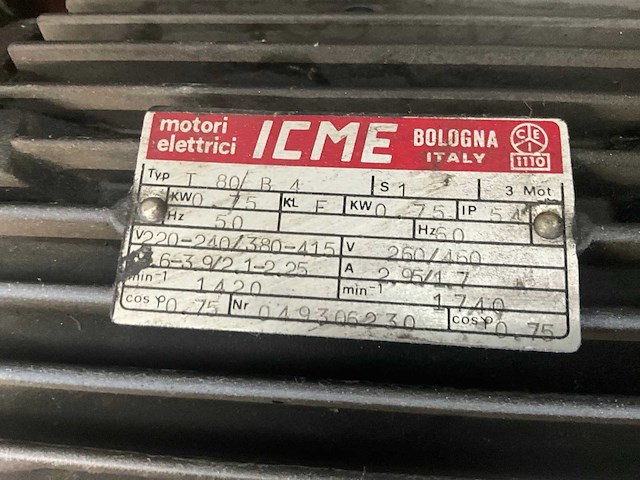 motori elettrici ICME BOLOGNA ITALY CEI 1110
Typ T 80/B 4 S 1 3 Mot
KW 0.75 KL F KW 0.75 IP 54
Hz 50 Hz 60
V 220-240/380-415 V 260/460
6-3.9/2.1-2.25 A 2.95/1.7
min-1 1420 min-1 1740
cos φ 0.75 Nr 049306230 cos φ 0.75